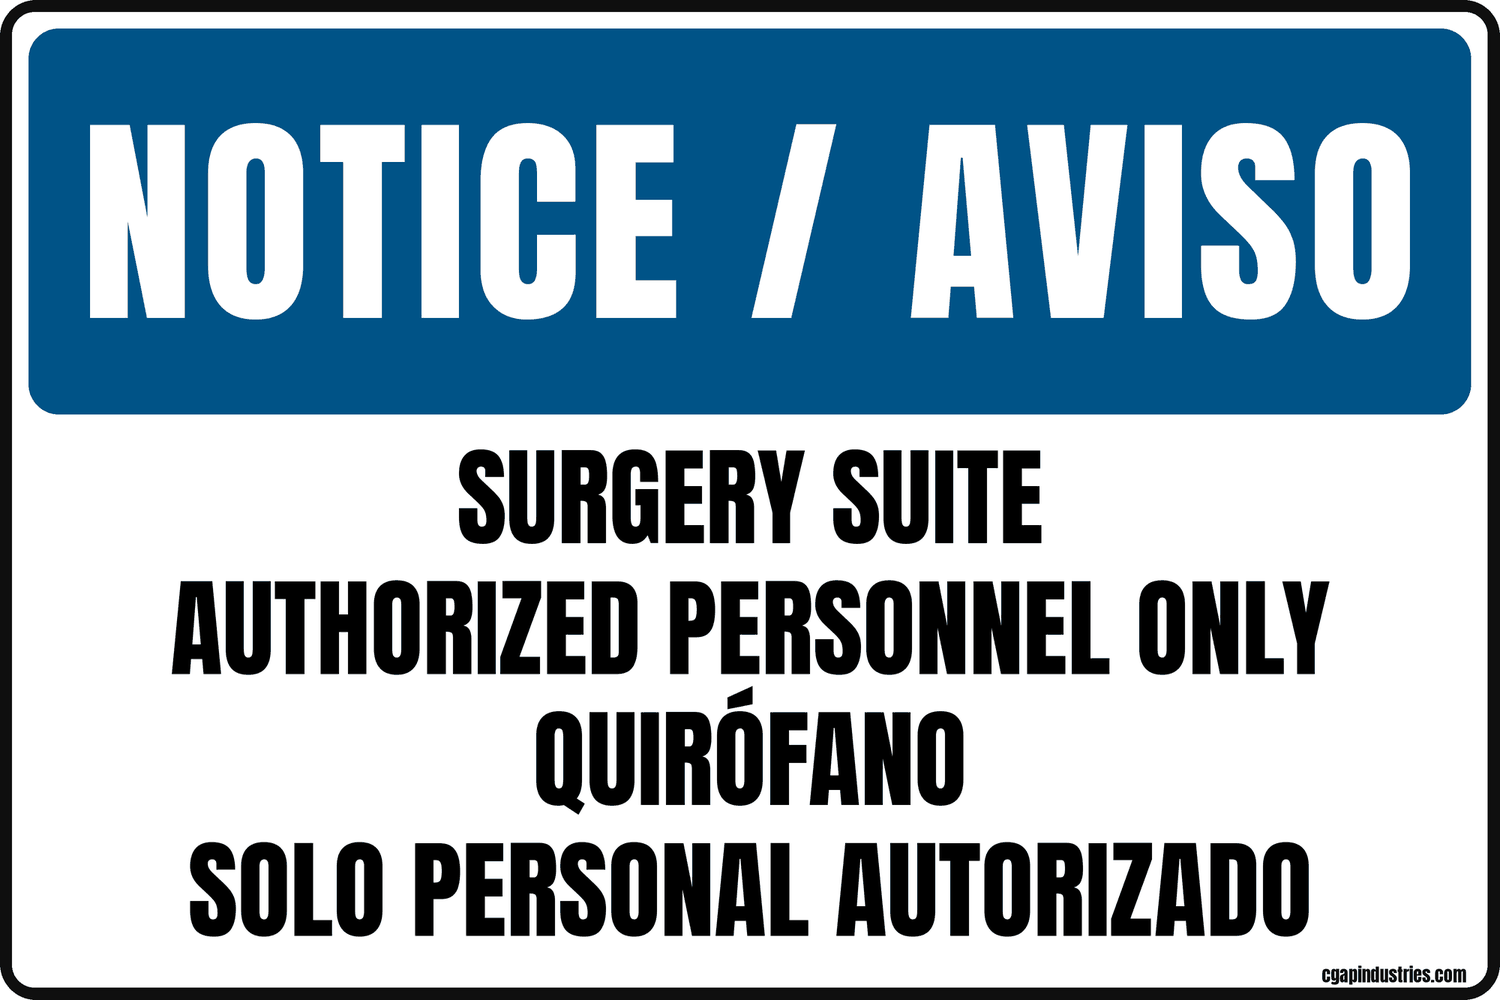 NOTICE / AVISO
SURGERY SUITE
AUTHORIZED PERSONNEL ONLY
QUIRÓFANO
SOLO PERSONAL AUTORIZADO
cgapindustries.com